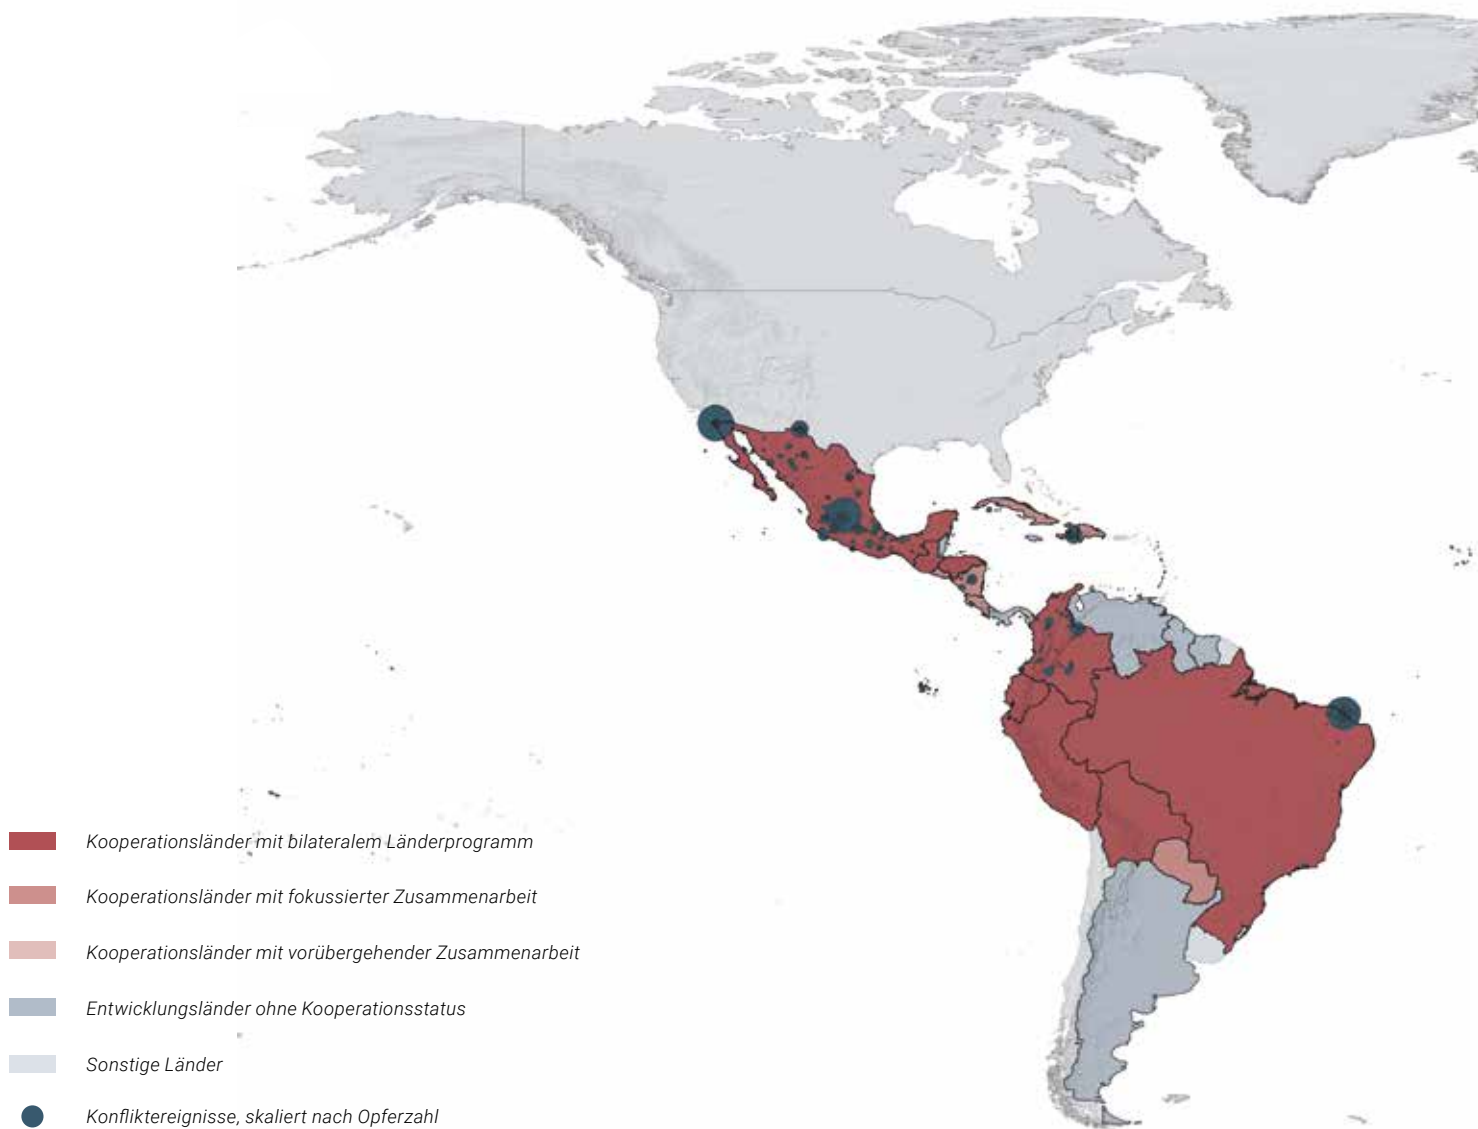 Kooperationsländer mit bilateralem Länderprogramm
Kooperationsländer mit fokussierter Zusammenarbeit
Kooperationsländer mit vorübergehender Zusammenarbeit
Entwicklungsländer ohne Kooperationsstatus
Sonstige Länder
Konfliktereignisse, skaliert nach Opferzahl